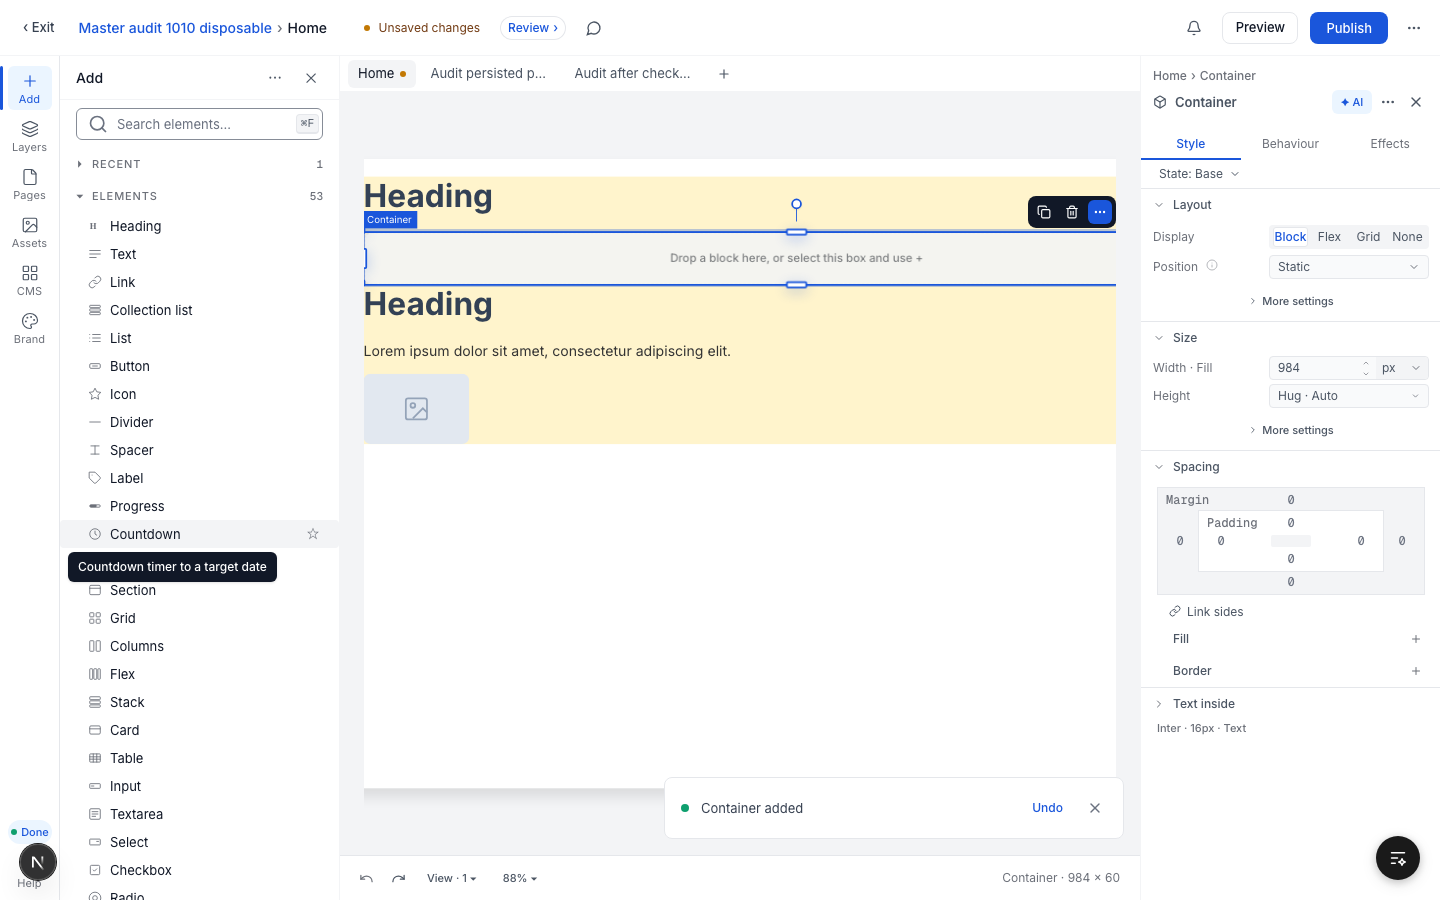 ‹ Exit
Master audit 1010 disposable › Home
Unsaved changes
Review ›
Preview
Publish
Add
Layers
Pages
Assets
CMS
Brand
Done
N
Help
Add
Search elements...
⌘F
RECENT 1
ELEMENTS 53
Heading
Text
Link
Collection list
List
Button
Icon
Divider
Spacer
Label
Progress
Countdown
Countdown timer to a target date
Section
Grid
Columns
Flex
Stack
Card
Table
Input
Textarea
Select
Checkbox
Radio
Home
Audit persisted p...
Audit after check...
Heading
Container
Drop a block here, or select this box and use +
Heading
Lorem ipsum dolor sit amet, consectetur adipiscing elit.
Container added
Undo
View · 1
88%
Container · 984 × 60
Home › Container
Container
AI
Style
Behaviour
Effects
State: Base
Layout
Display
Block
Flex
Grid
None
Position
Static
More settings
Size
Width · Fill
984
px
Height
Hug · Auto
More settings
Spacing
Margin 0
Padding 0
0 0 0 0
0
0
Link sides
Fill
Border
Text inside
Inter · 16px · Text